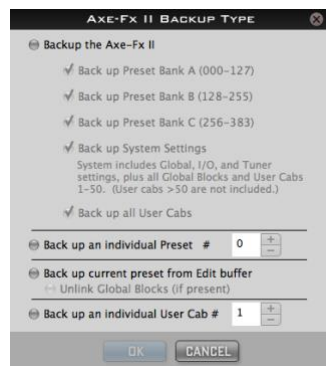 AXE-FX II BACKUP TYPE
Backup the Axe-Fx II
Back up Preset Bank A (000-127)
Back up Preset Bank B (128-255)
Back up Preset Bank C (256-383)
Back up System Settings
System includes Global, I/O, and Tuner
settings, plus all Global Blocks and User Cabs
1-50. (User cabs >50 are not included.)
Back up all User Cabs
Back up an individual Preset # 0 + -
Back up current preset from Edit buffer
Unlink Global Blocks (if present)
Back up an individual User Cab # 1 + -
OK CANCEL